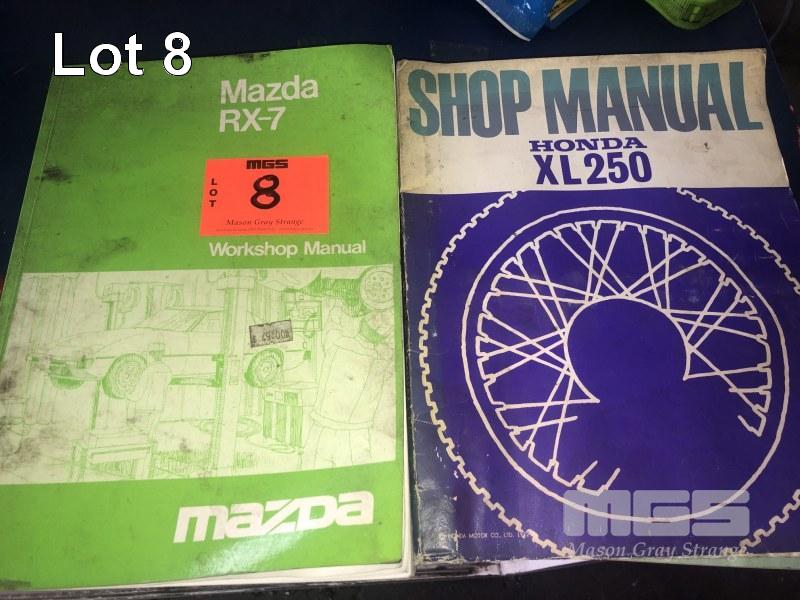 Lot 8
Mazda
RX-7
MGS
LOT
8
Mason Gray Strange
Workshop Manual
mazda
SHOP MANUAL
HONDA
XL250
MGS
Mason Gray Strange